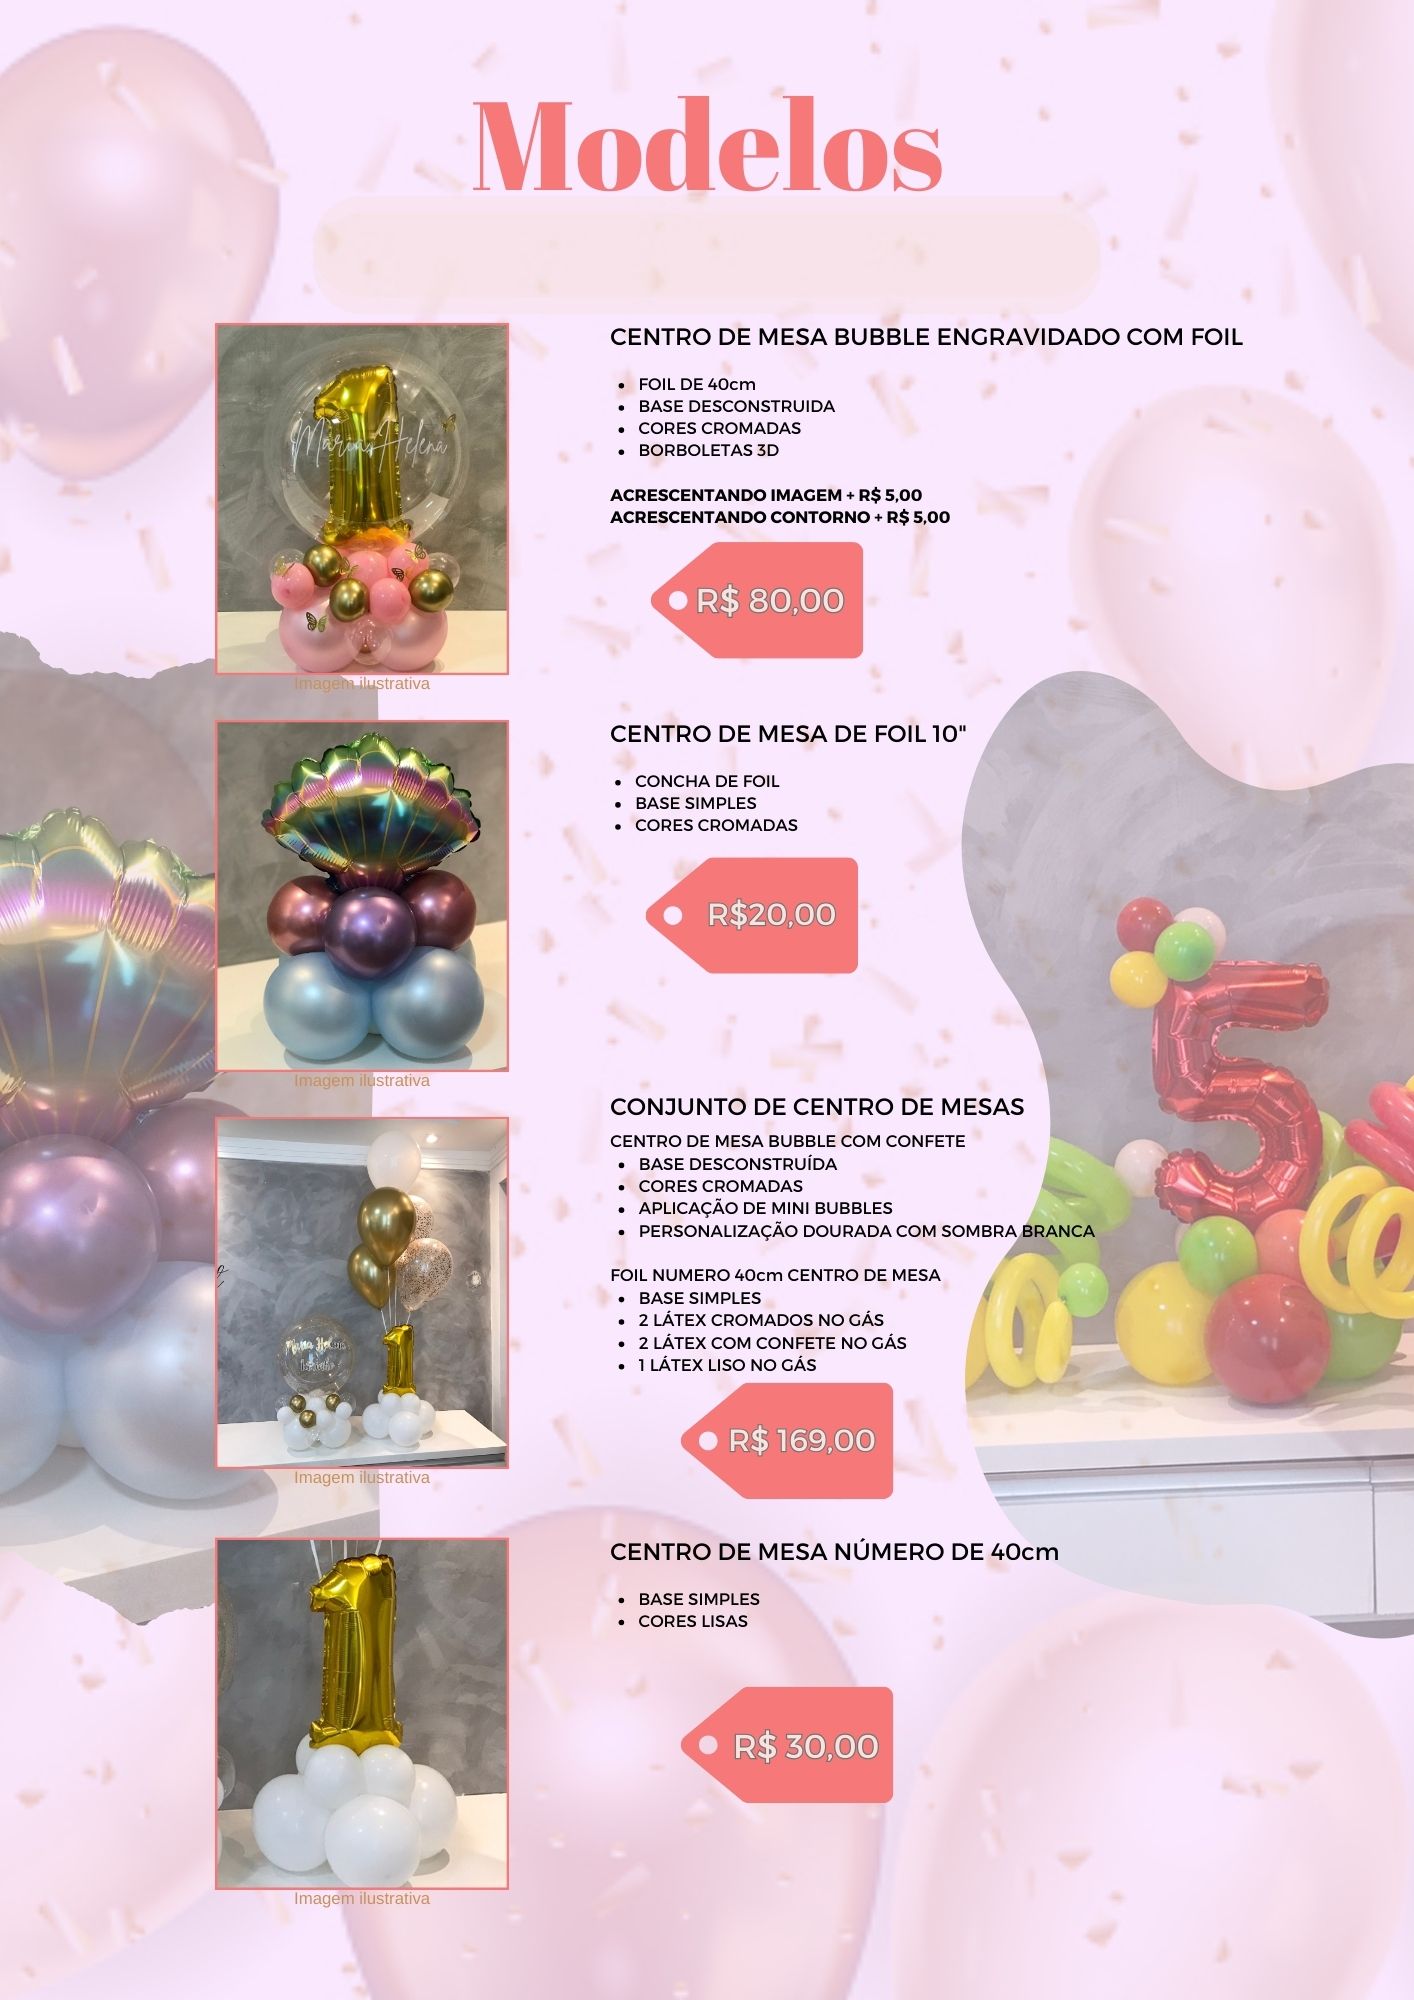 Modelos
CENTRO DE MESA BUBBLE ENGRAVIDADO COM FOIL
FOIL DE 40cm
BASE DESCONSTRUIDA
CORES CROMADAS
BORBOLETAS 3D
ACRESCENTANDO IMAGEM + R$ 5,00
ACRESCENTANDO CONTORNO + R$ 5,00
R$ 80,00
Maria Helena
Imagem ilustrativa
CENTRO DE MESA DE FOIL 10"
CONCHA DE FOIL
BASE SIMPLES
CORES CROMADAS
R$20,00
Imagem ilustrativa
CONJUNTO DE CENTRO DE MESAS
CENTRO DE MESA BUBBLE COM CONFETE
BASE DESCONSTRUÍDA
CORES CROMADAS
APLICAÇÃO DE MINI BUBBLES
PERSONALIZAÇÃO DOURADA COM SOMBRA BRANCA
FOIL NUMERO 40cm CENTRO DE MESA
BASE SIMPLES
2 LÁTEX CROMADOS NO GÁS
2 LÁTEX COM CONFETE NO GÁS
1 LÁTEX LISO NO GÁS
R$ 169,00
Maria Helena
Imagem ilustrativa
CENTRO DE MESA NÚMERO DE 40cm
BASE SIMPLES
CORES LISAS
R$ 30,00
Imagem ilustrativa